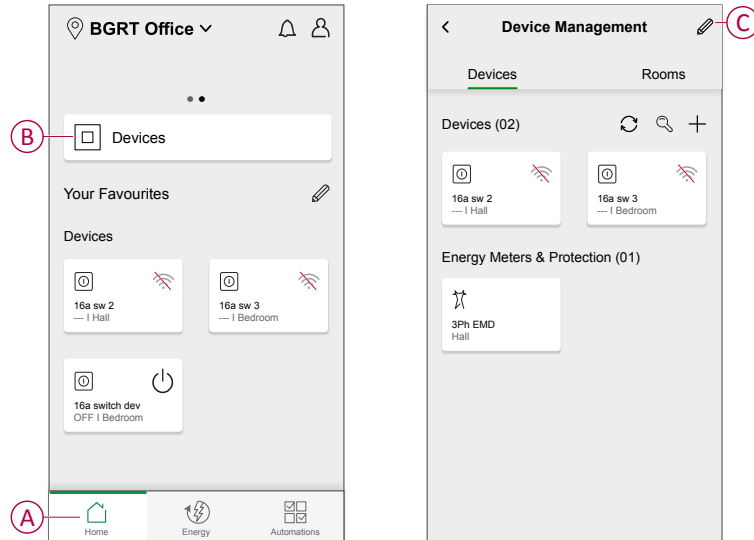 BGRT Office
B
Devices
Your Favourites
Devices
16a sw 2
--- I Hall
16a sw 3
--- I Bedroom
16a switch dev
OFF I Bedroom
A
Home
Energy
Automations
Device Management
C
Devices
Rooms
Devices (02)
16a sw 2
--- I Hall
16a sw 3
--- I Bedroom
Energy Meters & Protection (01)
3Ph EMD
Hall